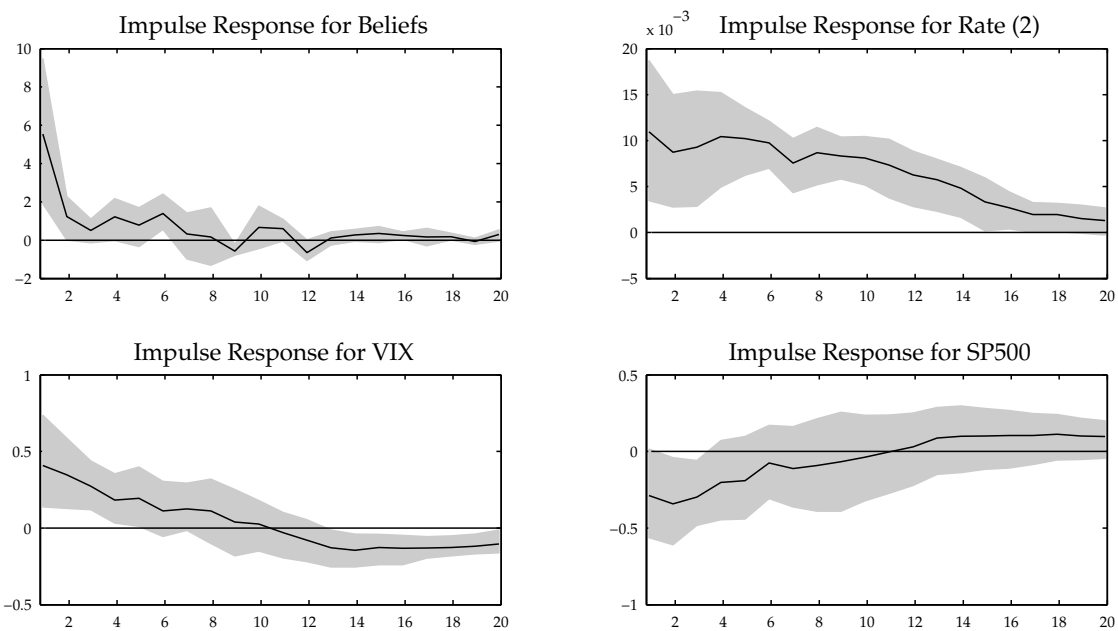 Impulse Response for Beliefs
10
8
6
4
2
0
−2
2 4 6 8 10 12 14 16 18 20
x 10−3
Impulse Response for Rate (2)
20
15
10
5
0
−5
2 4 6 8 10 12 14 16 18 20
Impulse Response for VIX
1
0.5
0
−0.5
2 4 6 8 10 12 14 16 18 20
Impulse Response for SP500
0.5
0
−0.5
−1
2 4 6 8 10 12 14 16 18 20